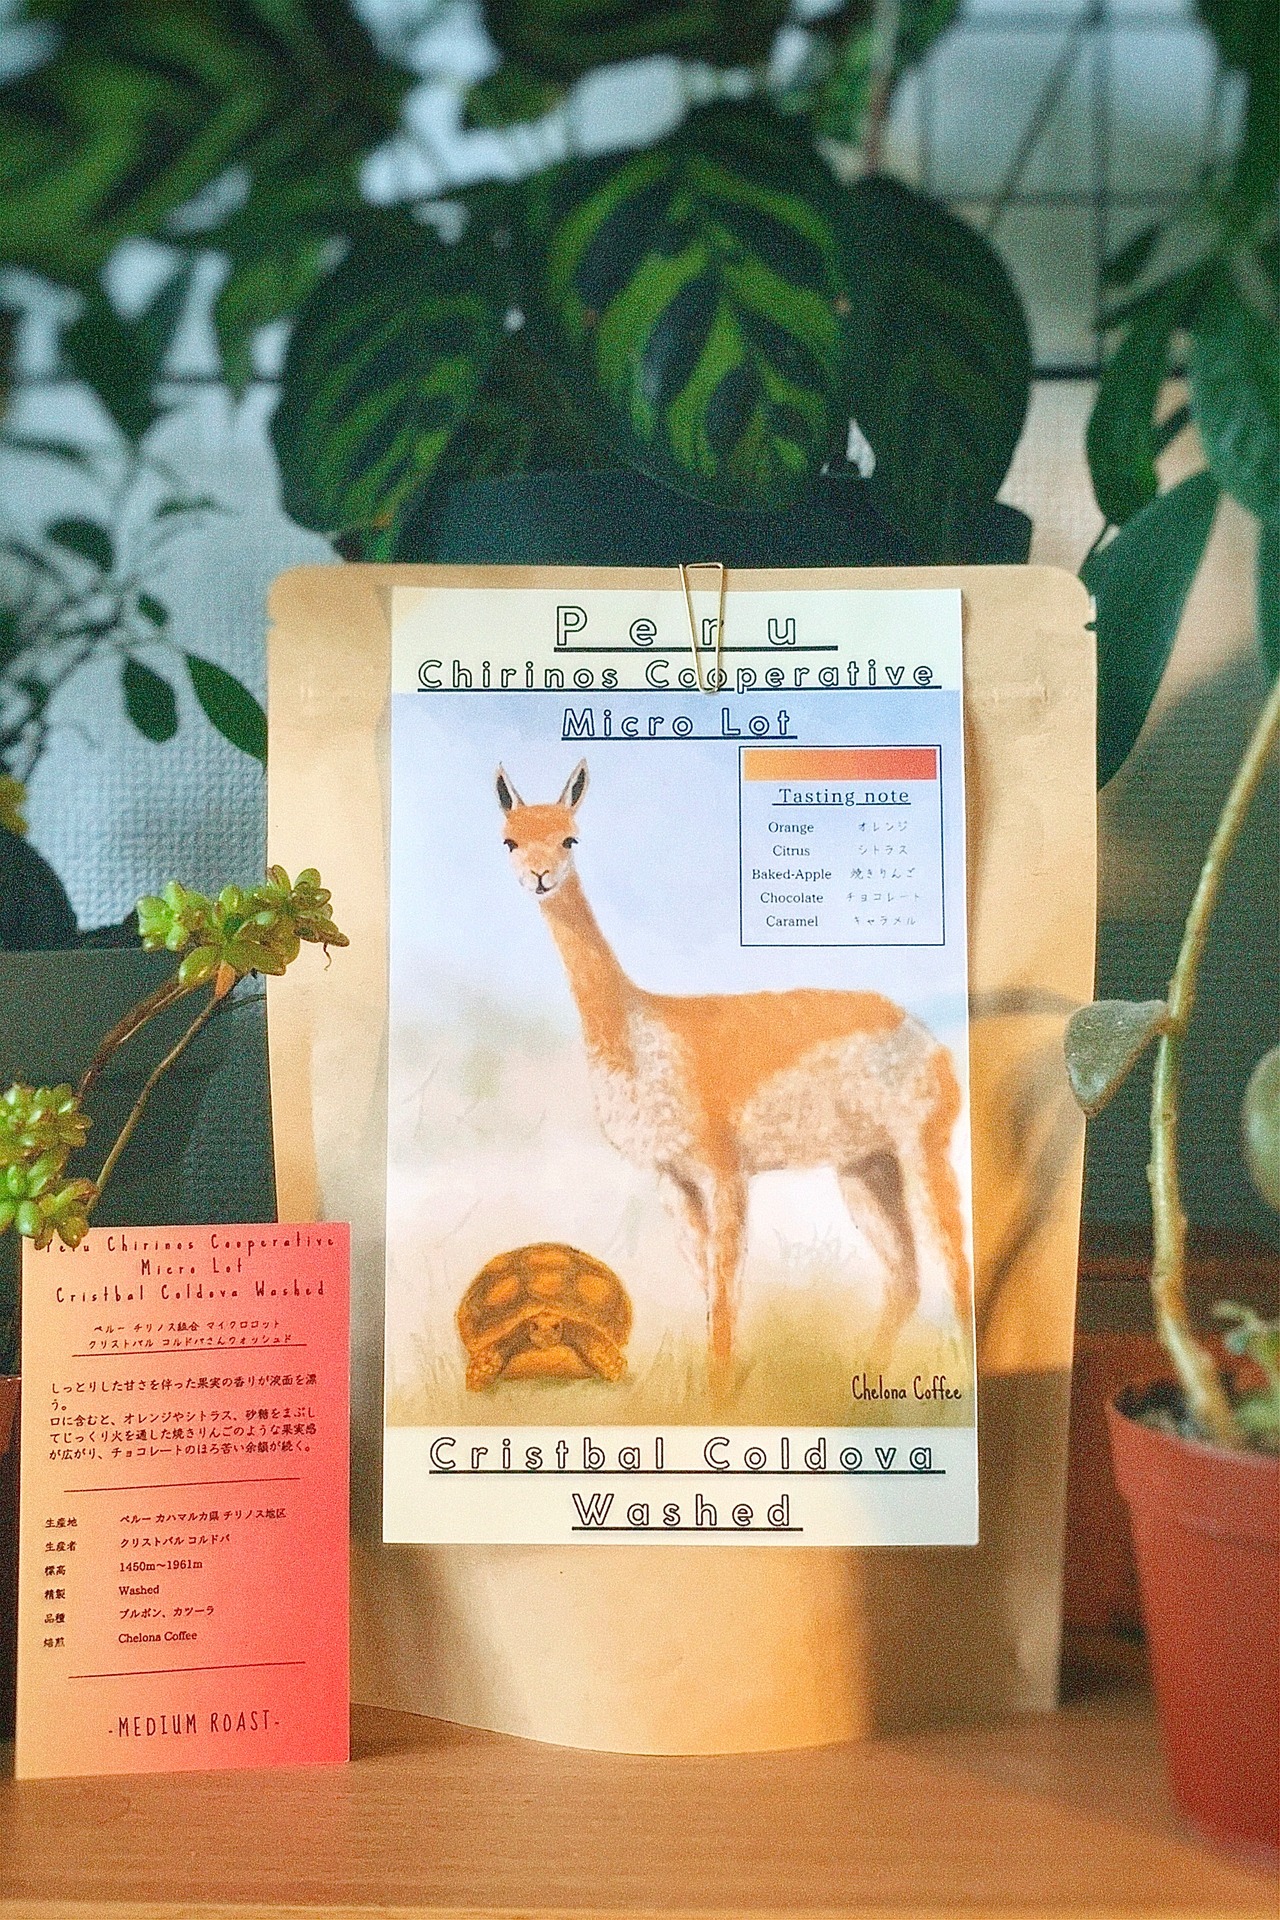 Peru
Chirinos Cooperative
Micro Lot
Tasting note
Orange オレンジ
Citrus シトラス
Baked-Apple 焼きりんご
Chocolate チョコレート
Caramel キャラメル
Chelona Coffee
Cristbal Coldova
Washed
Peru Chirinos Cooperative
Micro Lot
Cristbal Coldova Washed
ペルー チリノス組合 マイクロロット
クリストバル コルドバさんウォッシュド
しっとりした甘さを伴った果実の香りが液面を漂
う。
口に含むと、オレンジやシトラス、砂糖をまぶし
てじっくり火を通した焼きりんごのような果実感
が広がり、チョコレートのほろ苦い余韻が続く。
生産地 ペルー カハマルカ県 チリノス地区
生産者 クリストバル コルドバ
標高 1450m～1961m
精製 Washed
品種 ブルボン、カツーラ
焙煎 Chelona Coffee
-MEDIUM ROAST-